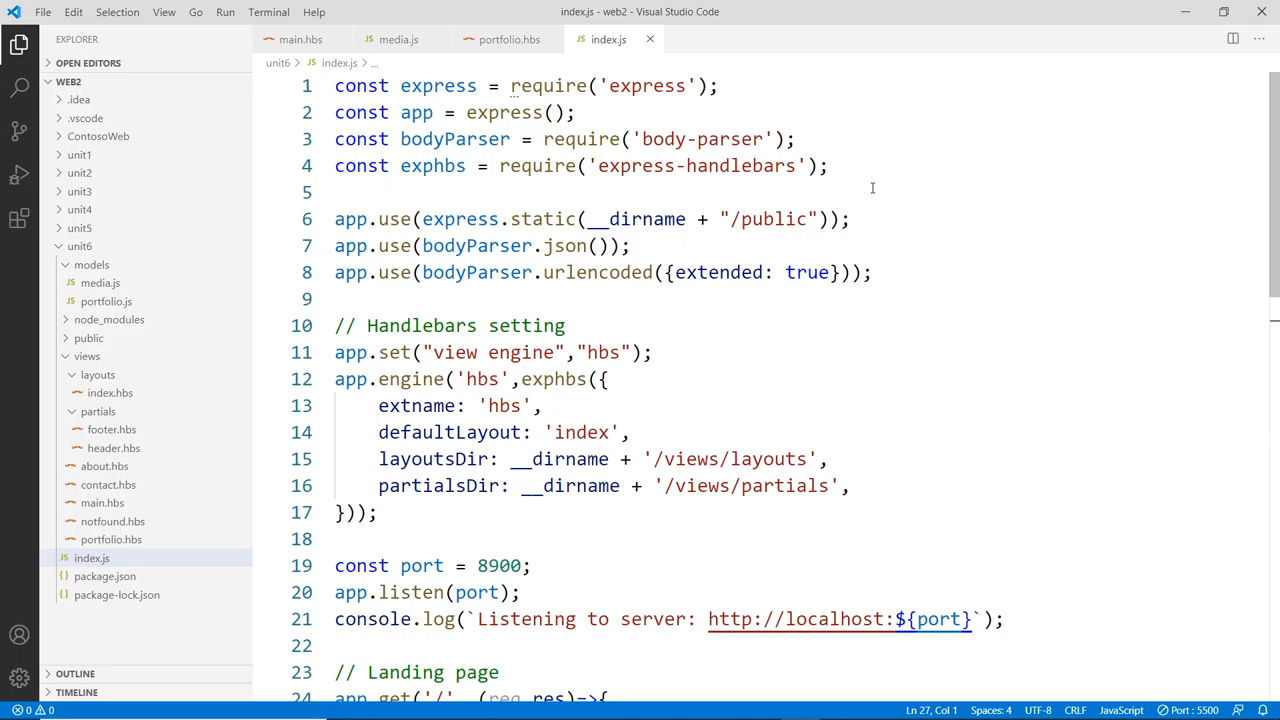 File Edit Selection View Go Run Terminal Help
index.js - web2 - Visual Studio Code
EXPLORER
main.hbs
media.js
portfolio.hbs
index.js
OPEN EDITORS
WEB2
.idea
.vscode
ContosoWeb
unit1
unit2
unit3
unit4
unit5
unit6
models
media.js
portfolio.js
node_modules
public
views
layouts
index.hbs
partials
footer.hbs
header.hbs
about.hbs
contact.hbs
main.hbs
notfound.hbs
portfolio.hbs
index.js
package.json
package-lock.json
OUTLINE
TIMELINE
unit6 > JS index.js > ...
1 const express = require('express');
2 const app = express();
3 const bodyParser = require('body-parser');
4 const exphbs = require('express-handlebars');
5
6 app.use(express.static(__dirname + "/public"));
7 app.use(bodyParser.json());
8 app.use(bodyParser.urlencoded({extended: true}));
9
10 // Handlebars setting
11 app.set("view engine","hbs");
12 app.engine('hbs',exphbs({
13 extname: 'hbs',
14 defaultLayout: 'index',
15 layoutsDir: __dirname + '/views/layouts',
16 partialsDir: __dirname + '/views/partials',
17 }));
18
19 const port = 8900;
20 app.listen(port);
21 console.log(`Listening to server: http://localhost:${port}`);
22
23 // Landing page
24 app.get('/', (req,res)=>{
0 0 Ln 27, Col 1 Spaces: 4 UTF-8 CRLF JavaScript Port : 5500